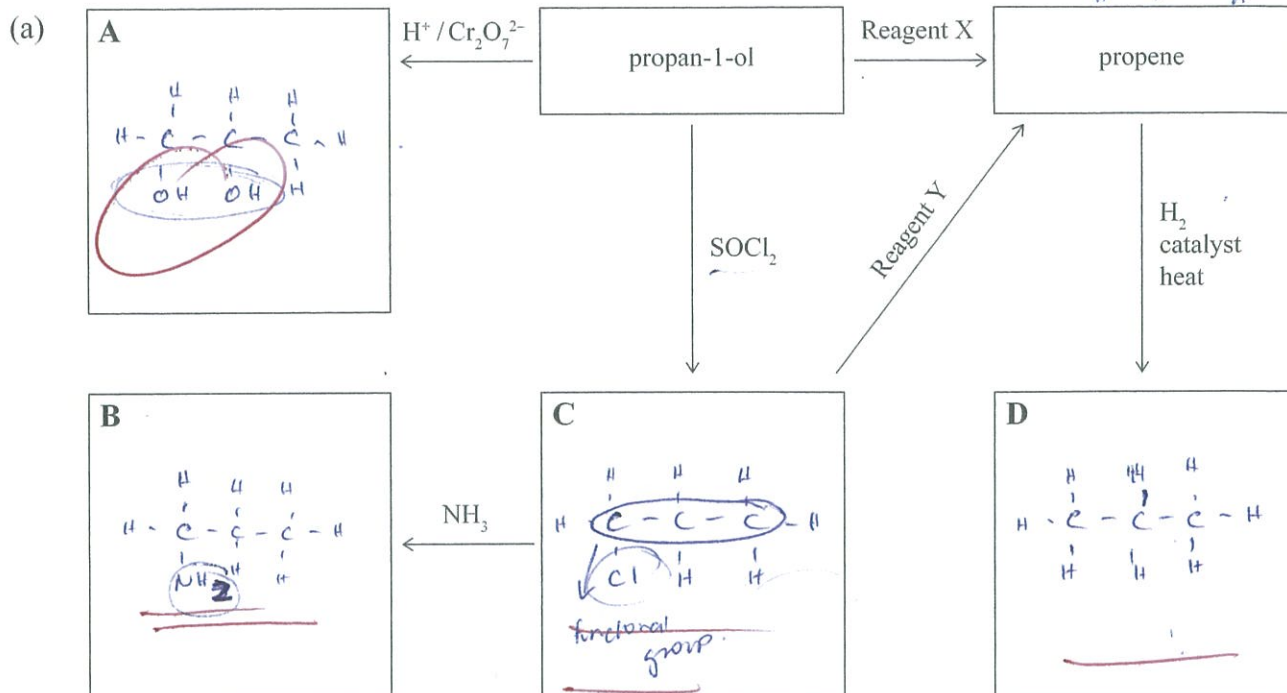 (a)
A
H⁺ / Cr₂O₇²⁻
propan-1-ol
Reagent X
propene
H H H
H - C - C - C - H
OH OH H
SOCl₂
Reagent Y
H₂
catalyst
heat
B
H H H
H - C - C - C - H
NH2 H H
NH₃
C
H H H
H C - C - C - H
Cl H H
functional
group.
D
H H H
H - C - C - C - H
H H H